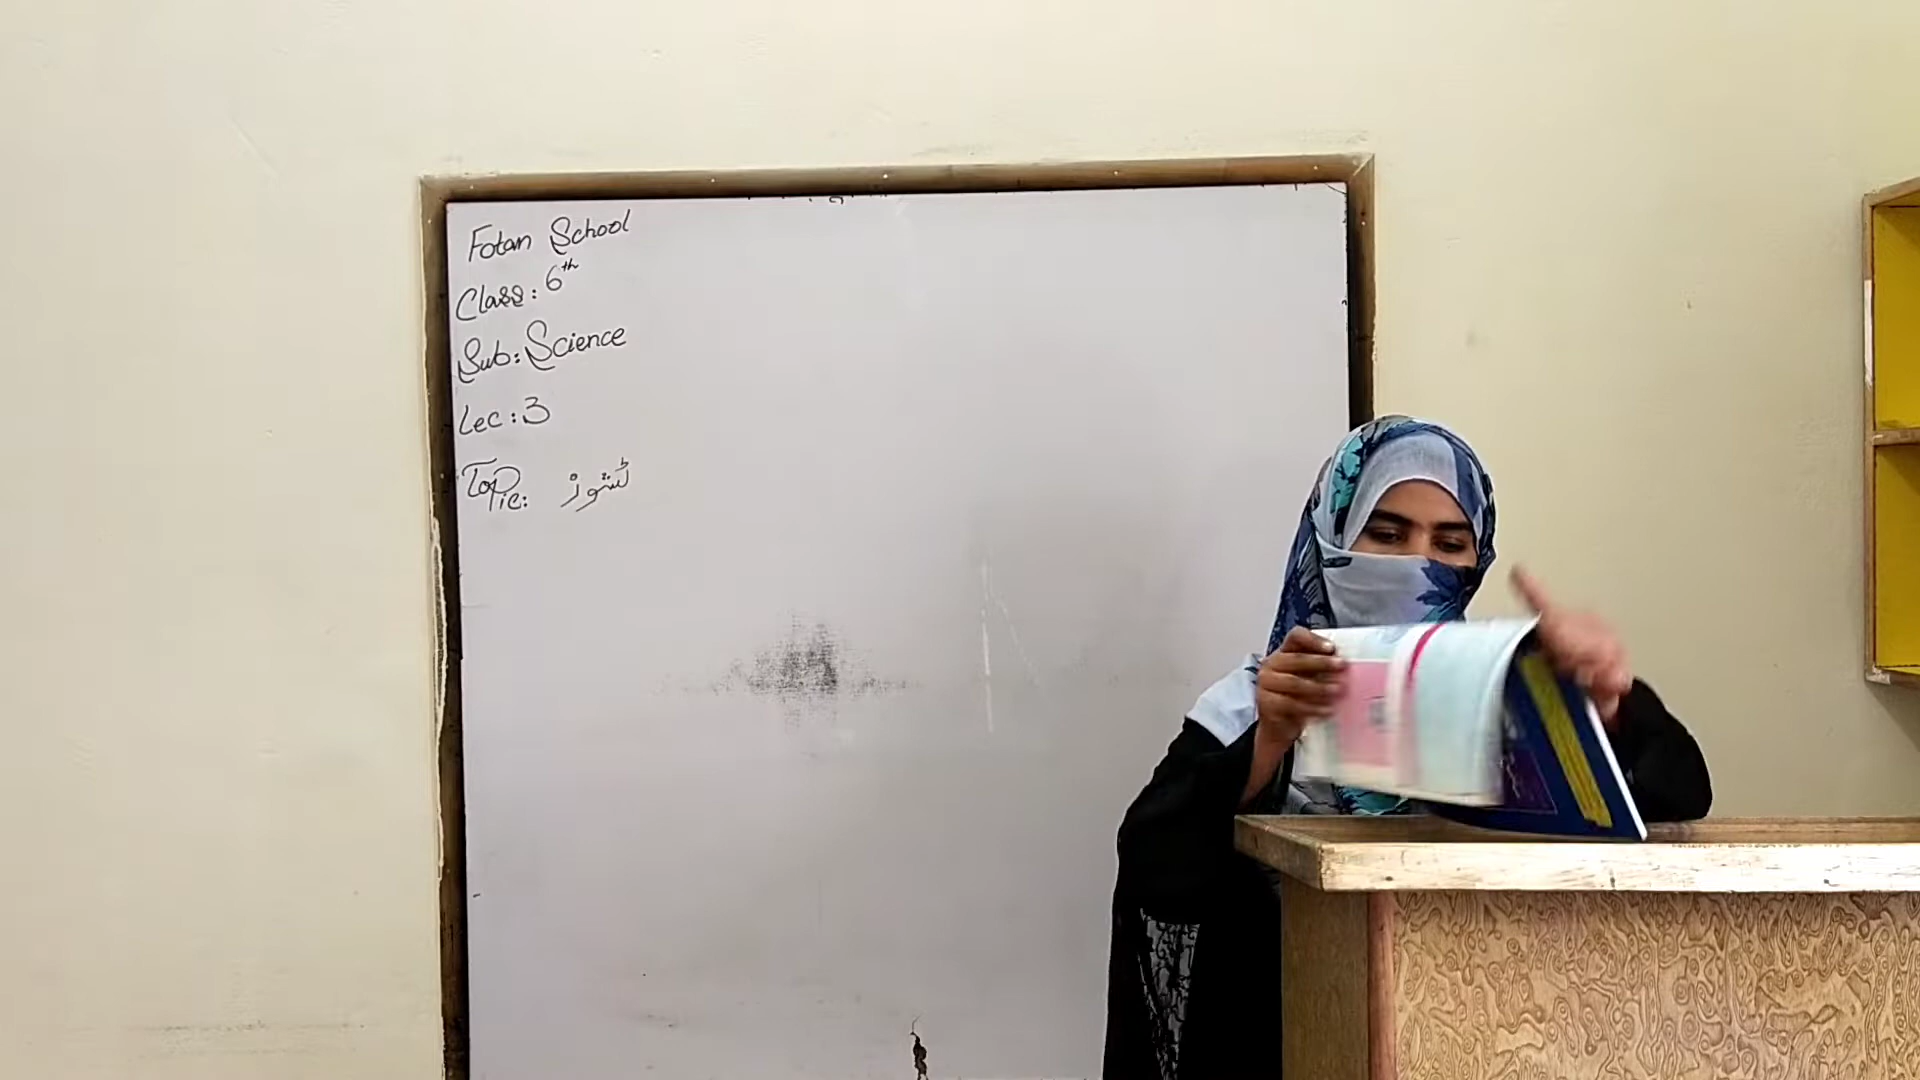 Fotan School
Class: 6th
Sub: Science
Lec: 3
Topic: ٹشوز